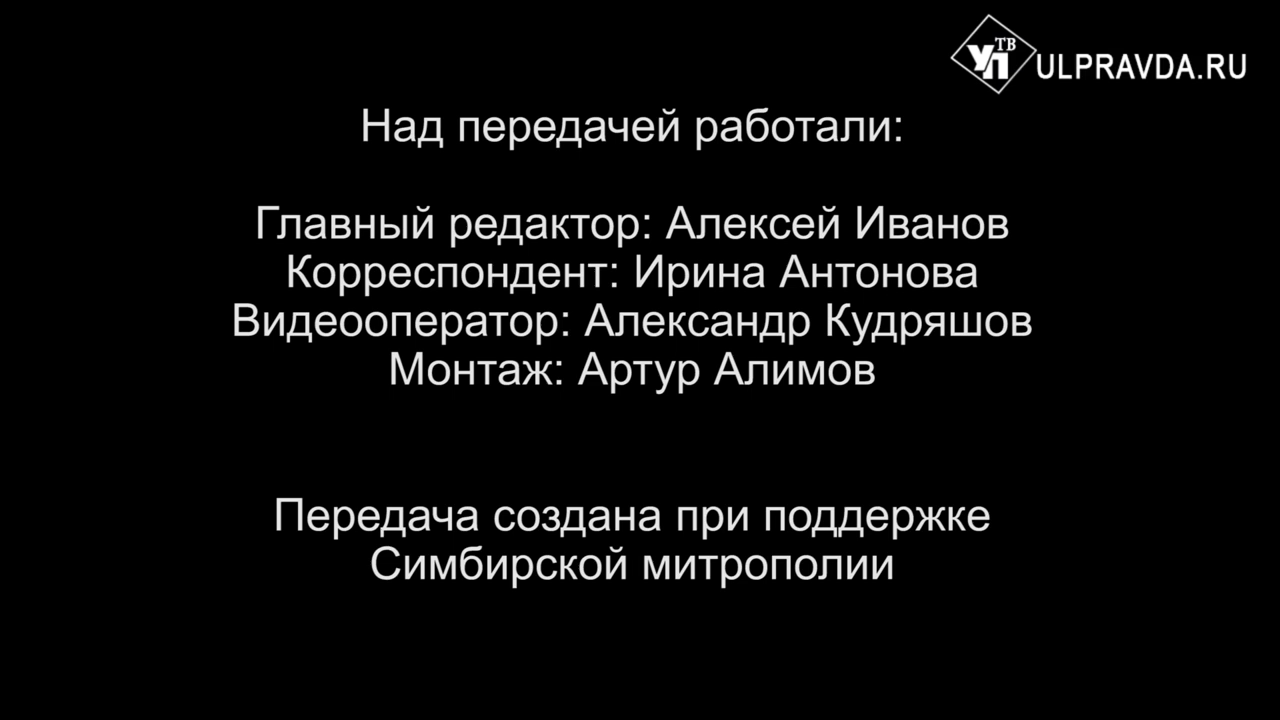 ТВ
УП
ULPRAVDA.RU
Над передачей работали:
Главный редактор: Алексей Иванов
Корреспондент: Ирина Антонова
Видеооператор: Александр Кудряшов
Монтаж: Артур Алимов
Передача создана при поддержке
Симбирской митрополии